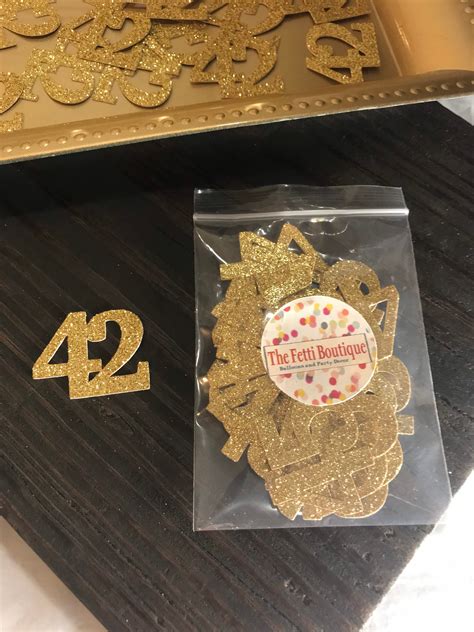 42
The Fetti Boutique
Balloons and Party Decor